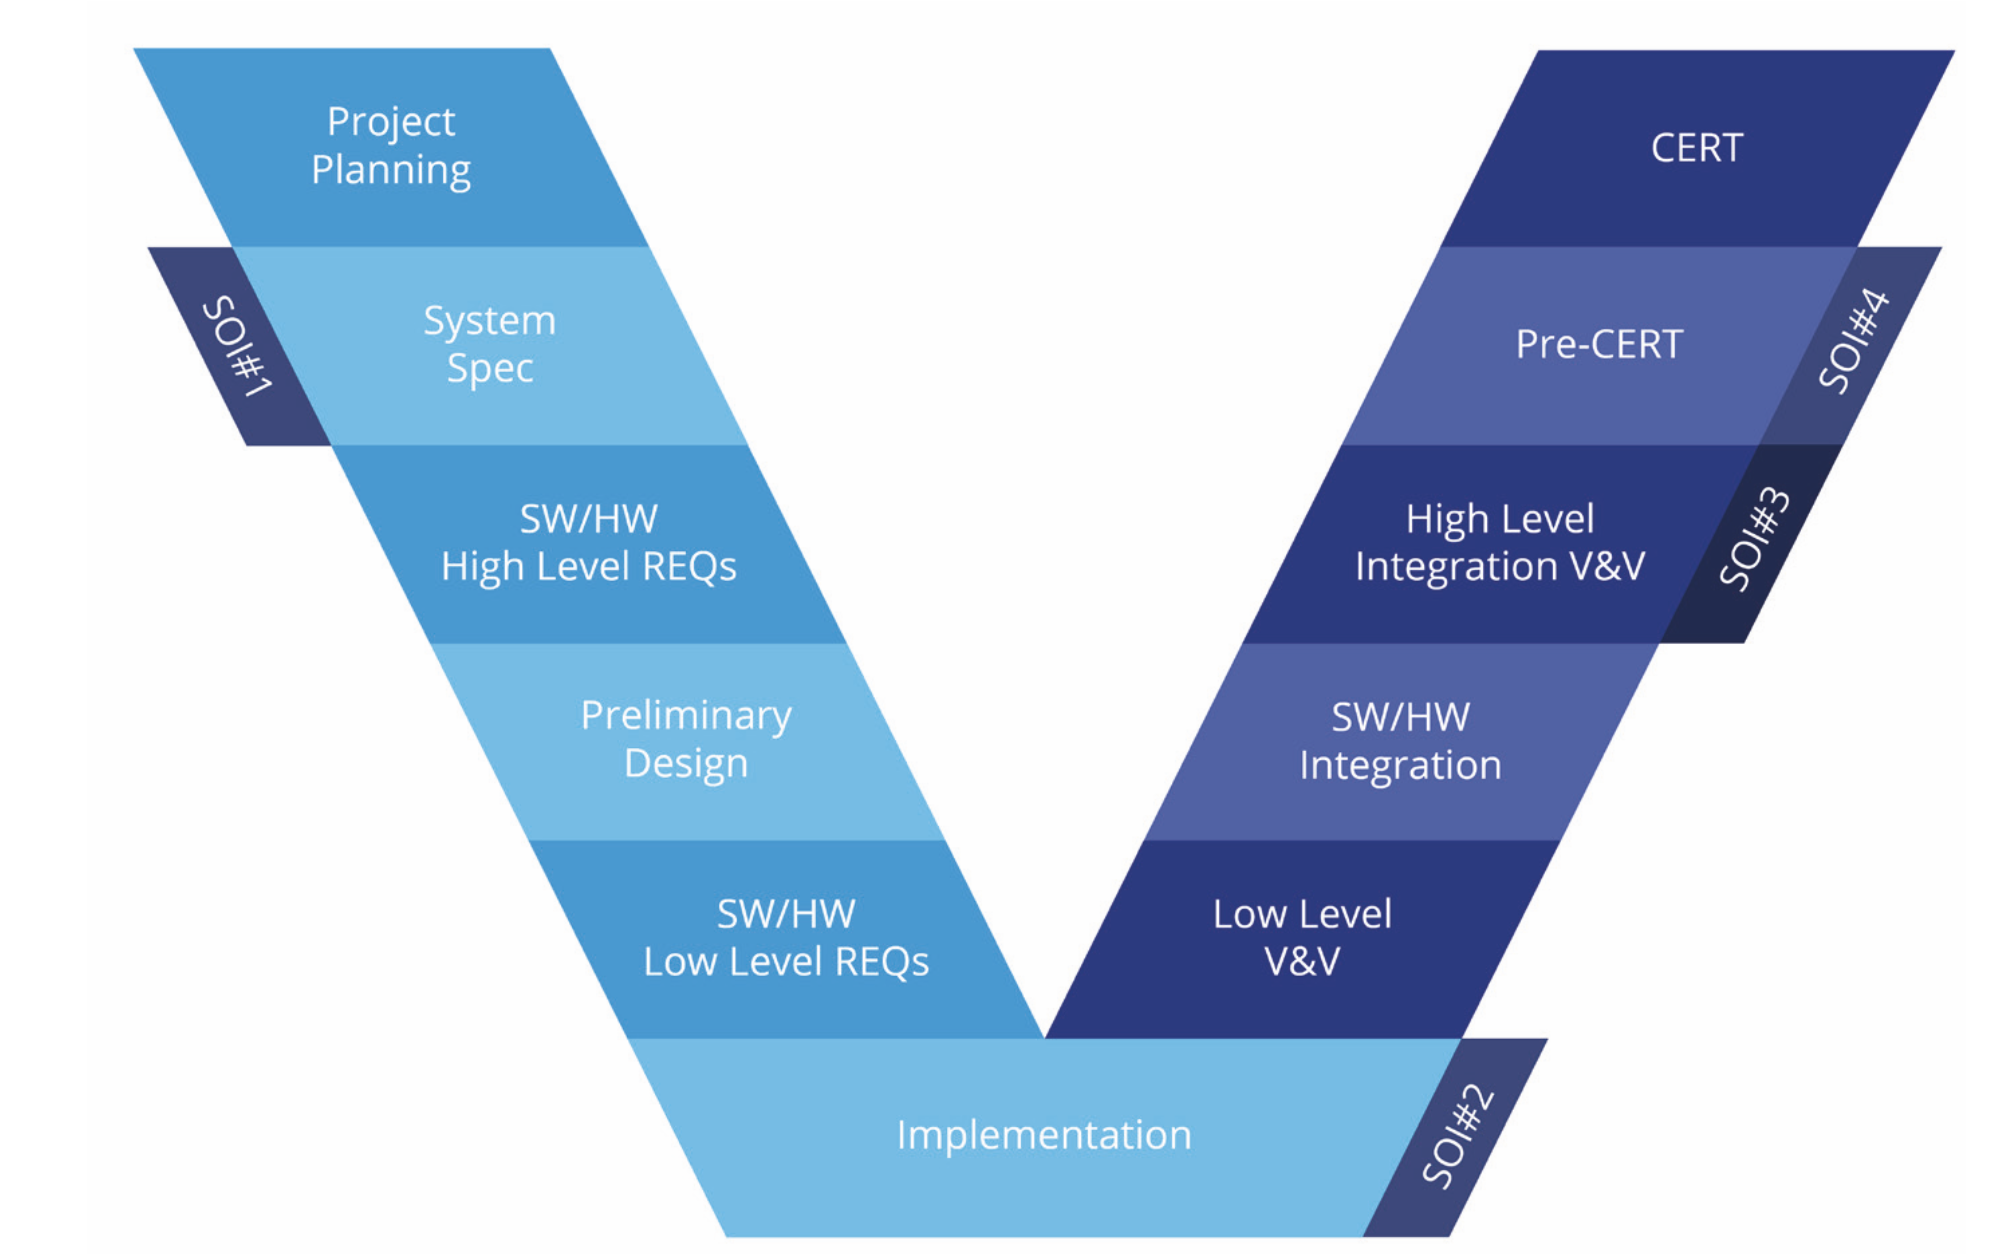 Project
Planning
SOI#1
System
Spec
SW/HW
High Level REQs
Preliminary
Design
SW/HW
Low Level REQs
Implementation
SOI#2
Low Level
V&V
SW/HW
Integration
High Level
Integration V&V
SOI#3
Pre-CERT
SOI#4
CERT